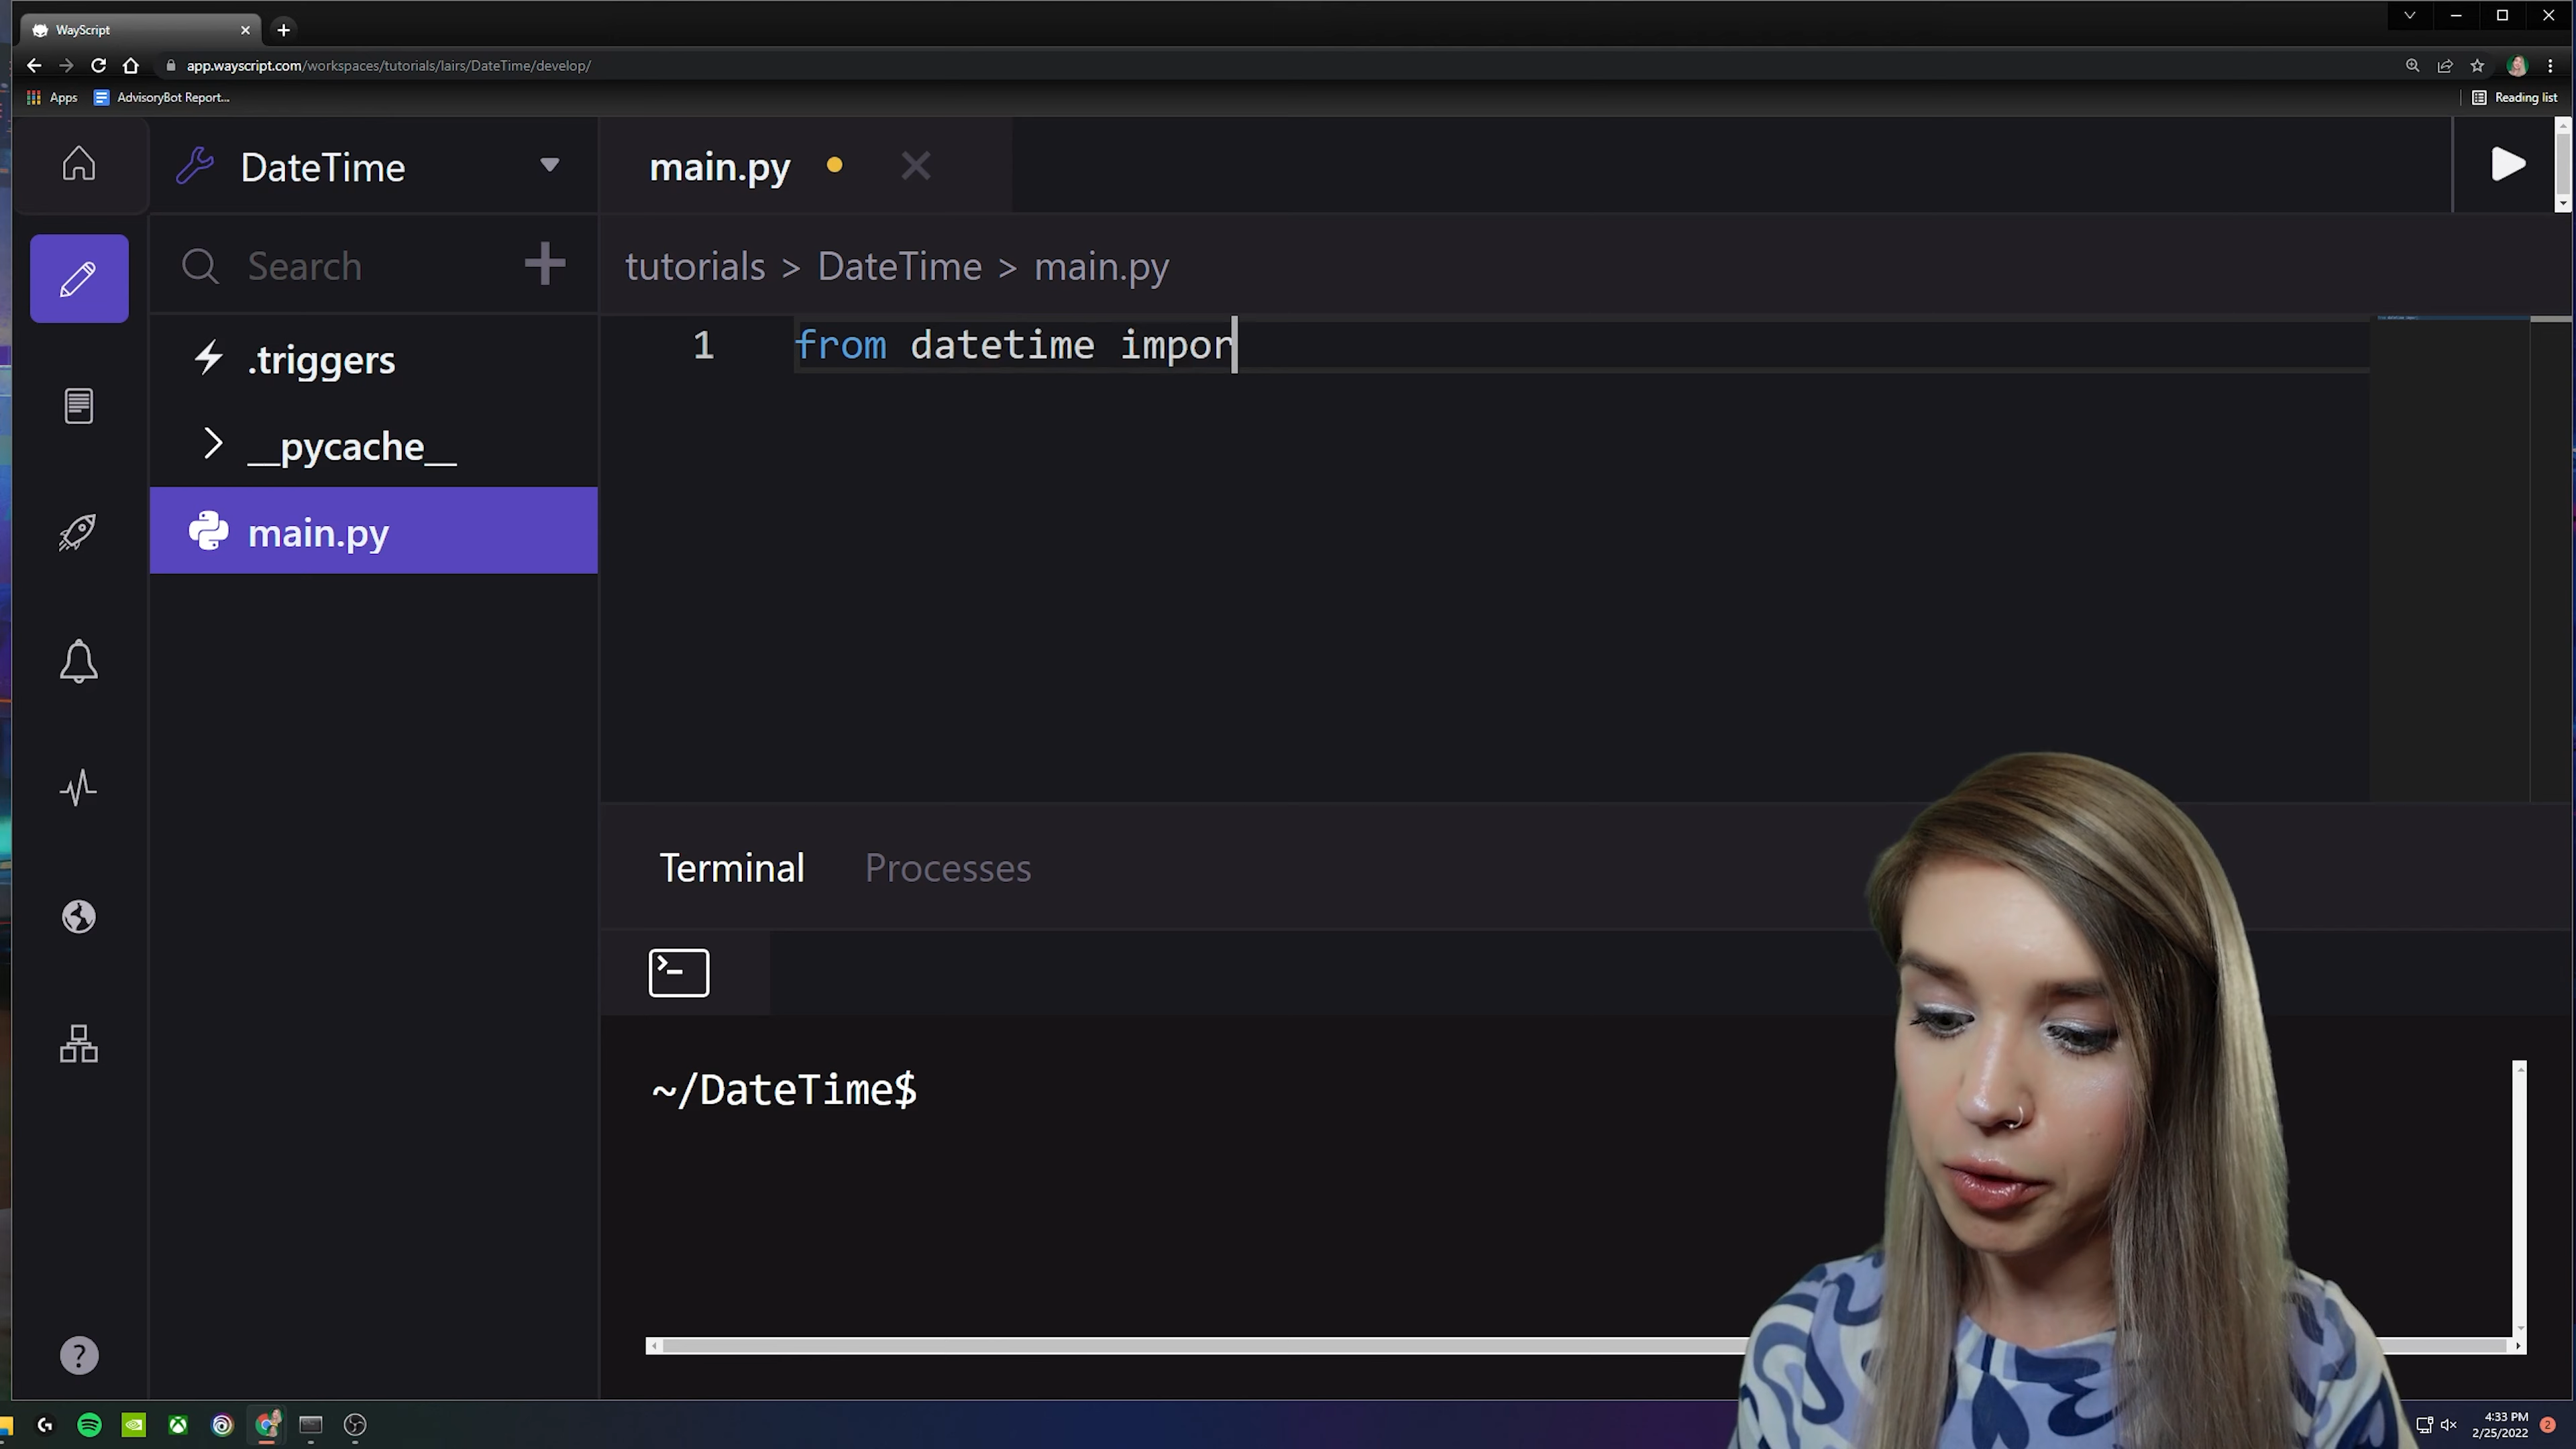 WayScript
app.wayscript.com/workspaces/tutorials/lairs/DateTime/develop/
Apps AdvisoryBot Report... Reading list
DateTime
main.py
Search
tutorials > DateTime > main.py
.triggers
__pycache__
main.py
1 from datetime impor
Terminal Processes
~/DateTime$
?
4:33 PM
2/25/2022
2